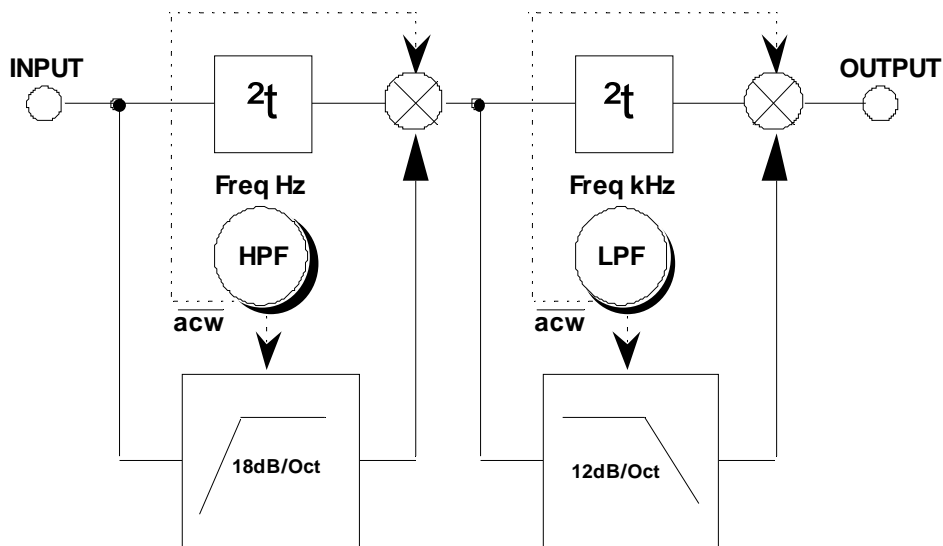 INPUT
²t
²t
OUTPUT
Freq Hz
Freq kHz
HPF
LPF
acw
acw
18dB/Oct
12dB/Oct